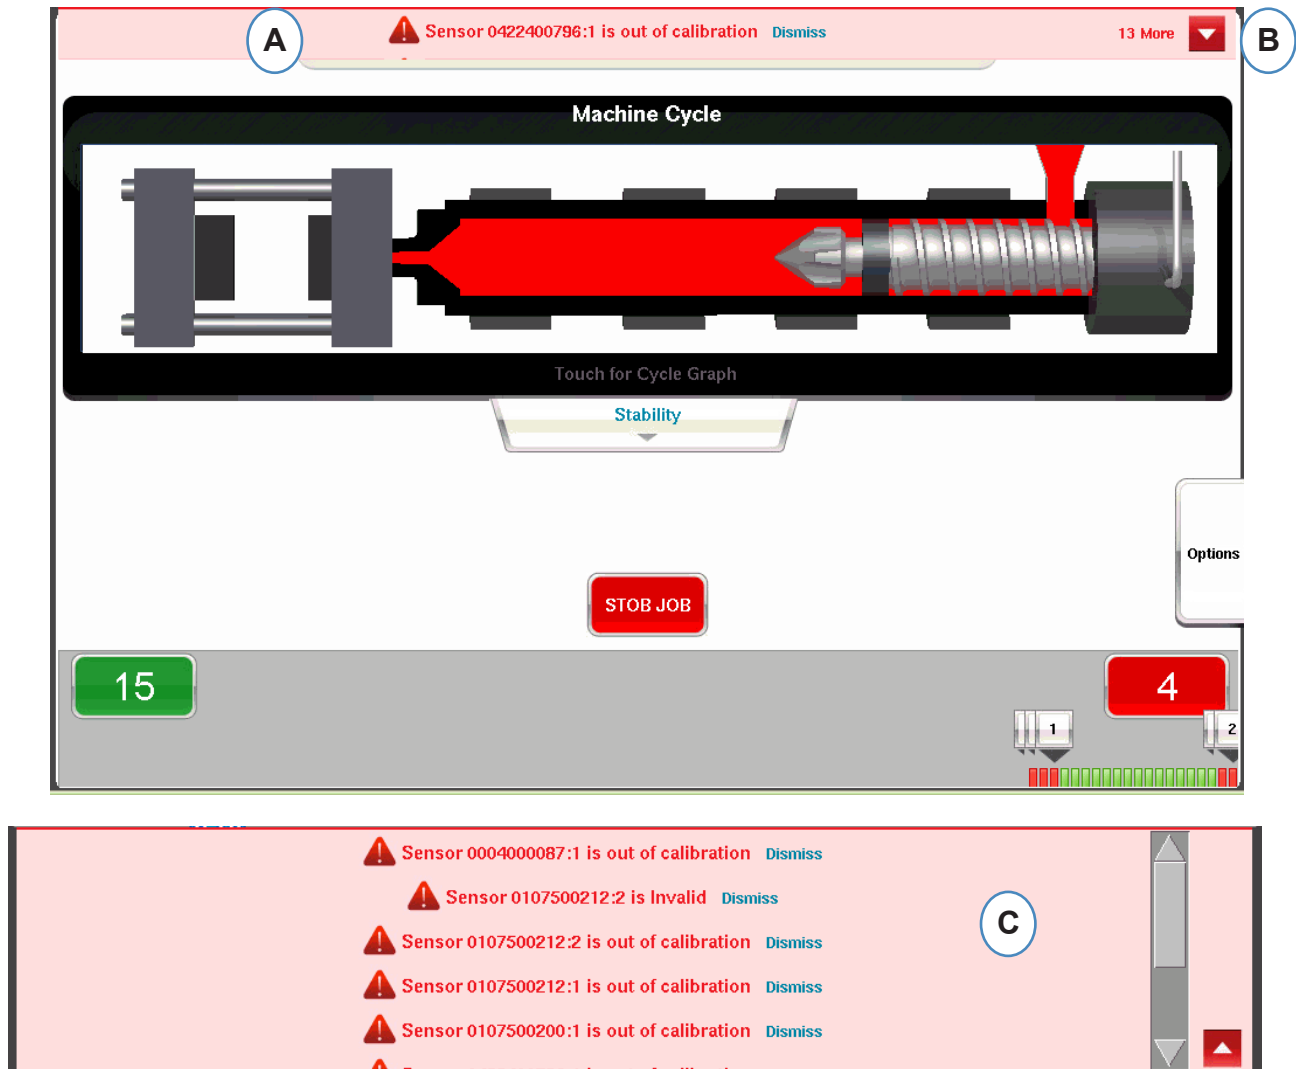 A
Sensor 0422400796:1 is out of calibration Dismiss
13 More
B
Machine Cycle
Touch for Cycle Graph
Stability
Options
STOB JOB
15
4
1
2
Sensor 0004000087:1 is out of calibration Dismiss
Sensor 0107500212:2 is Invalid Dismiss
C
Sensor 0107500212:2 is out of calibration Dismiss
Sensor 0107500212:1 is out of calibration Dismiss
Sensor 0107500200:1 is out of calibration Dismiss